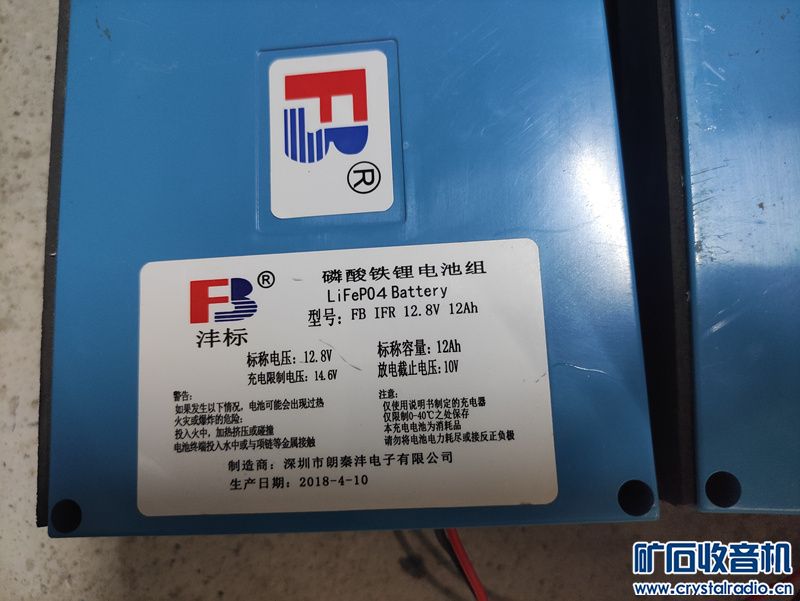 FB®
FB®
沣标
磷酸铁锂电池组
LiFePO4 Battery
型号: FB IFR 12.8V 12Ah
标称电压: 12.8V
标称容量: 12Ah
充电限制电压: 14.6V
放电截止电压: 10V
警告:
如果发生以下情况, 电池可能会出现过热
火灾或爆炸的危险:
投入火中, 加热挤压或碰撞
电池终端投入水中或与项链等金属接触
注意:
仅使用说明书制定的充电器
仅限制0-40℃之处保存
本充电电池为消耗品
请勿将电池电力耗尽或接反正负极
制造商: 深圳市朗秦沣电子有限公司
生产日期: 2018-4-10
矿石收音机
www.crystalradio.cn